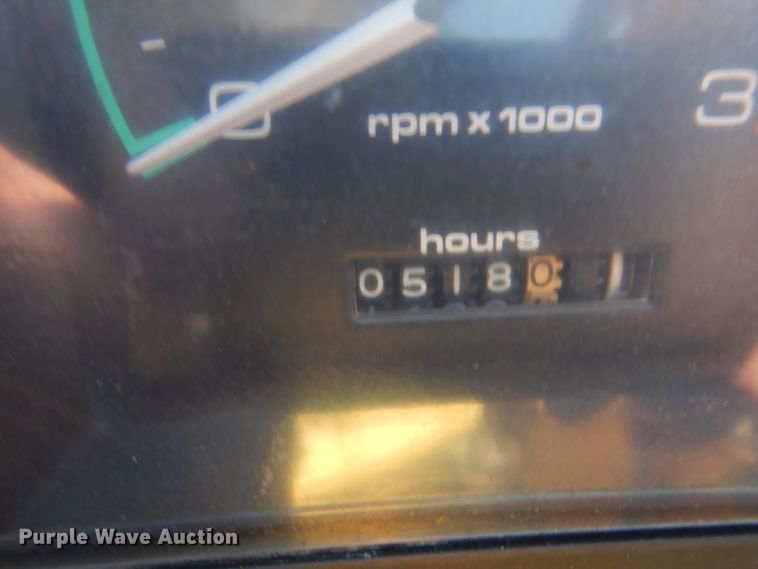 0 3
rpm x 1000
hours
05180
Purple Wave Auction